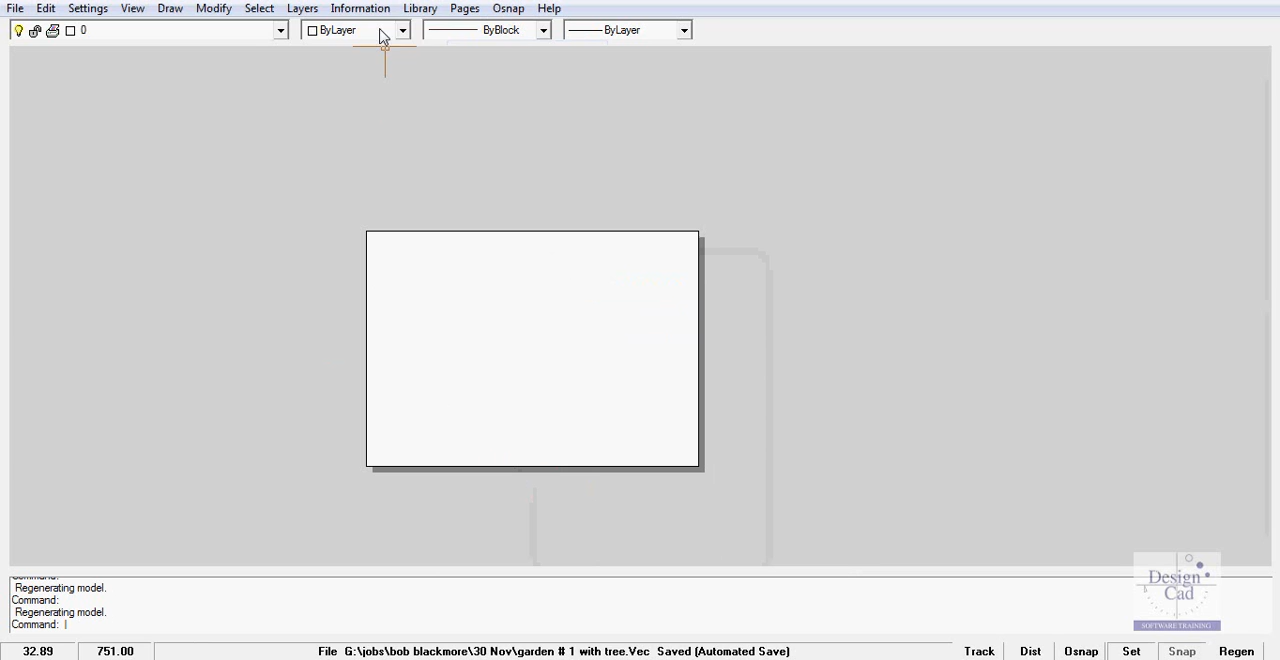 File Edit Settings View Draw Modify Select Layers Information Library Pages Osnap Help
0 ByLayer ByBlock ByLayer
Command:
Regenerating model.
Command:
Regenerating model.
Command:
Design
Cad
SOFTWARE TRAINING
32.89 751.00 File G:\jobs\bob blackmore\30 Nov\garden # 1 with tree.Vec Saved (Automated Save) Track Dist Osnap Set Snap Regen